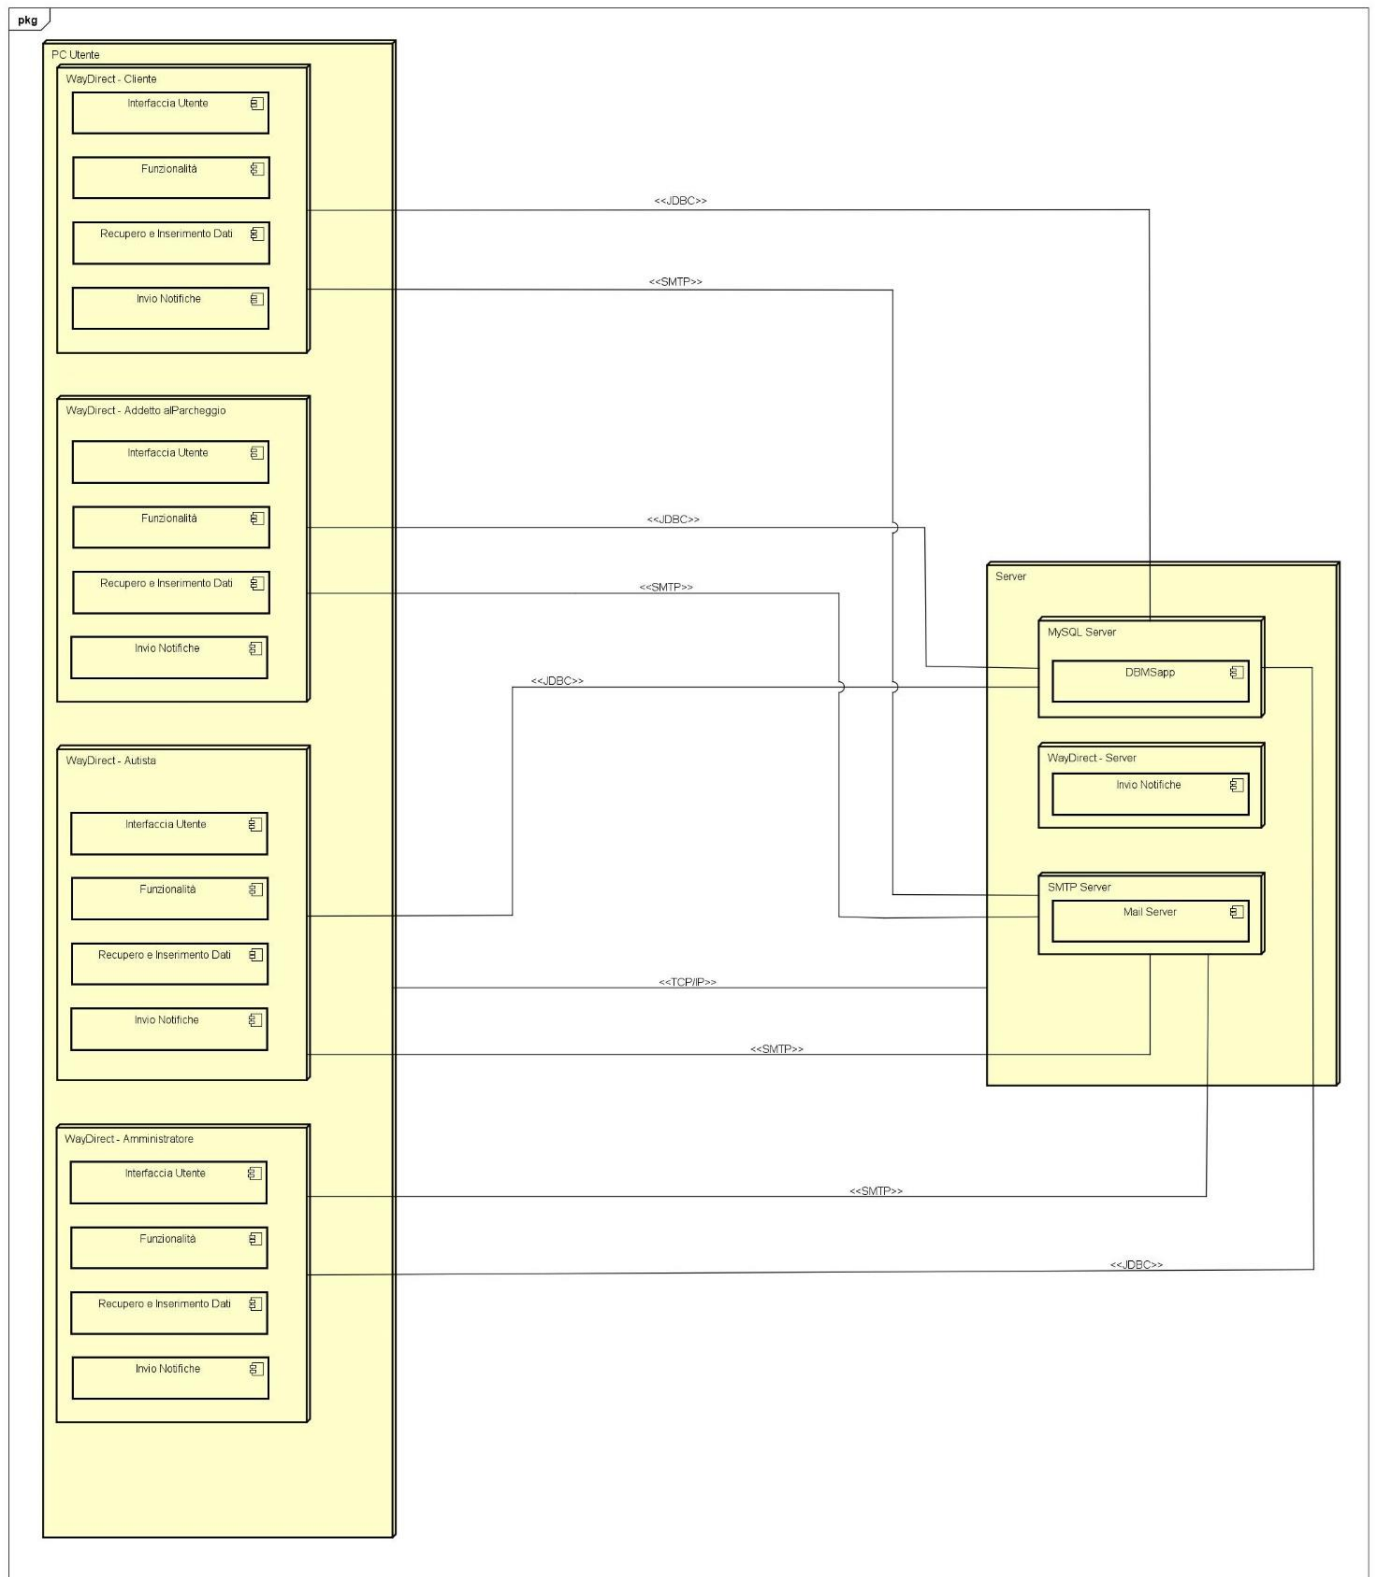 pkg
PC Utente
WayDirect - Cliente
Interfaccia Utente
Funzionalità
<<JDBC>>
Recupero e Inserimento Dati
<<SMTP>>
Invio Notifiche
WayDirect - Addetto alParcheggio
Interfaccia Utente
Funzionalità
<<JDBC>>
Recupero e Inserimento Dati
<<SMTP>>
Invio Notifiche
<<JDBC>>
WayDirect - Autista
Interfaccia Utente
Funzionalità
Recupero e Inserimento Dati
<<TCP/IP>>
Invio Notifiche
<<SMTP>>
WayDirect - Amministratore
Interfaccia Utente
<<SMTP>>
Funzionalità
<<JDBC>>
Recupero e Inserimento Dati
Invio Notifiche
Server
MySQL Server
DBMSapp
WayDirect - Server
Invio Notifiche
SMTP Server
Mail Server